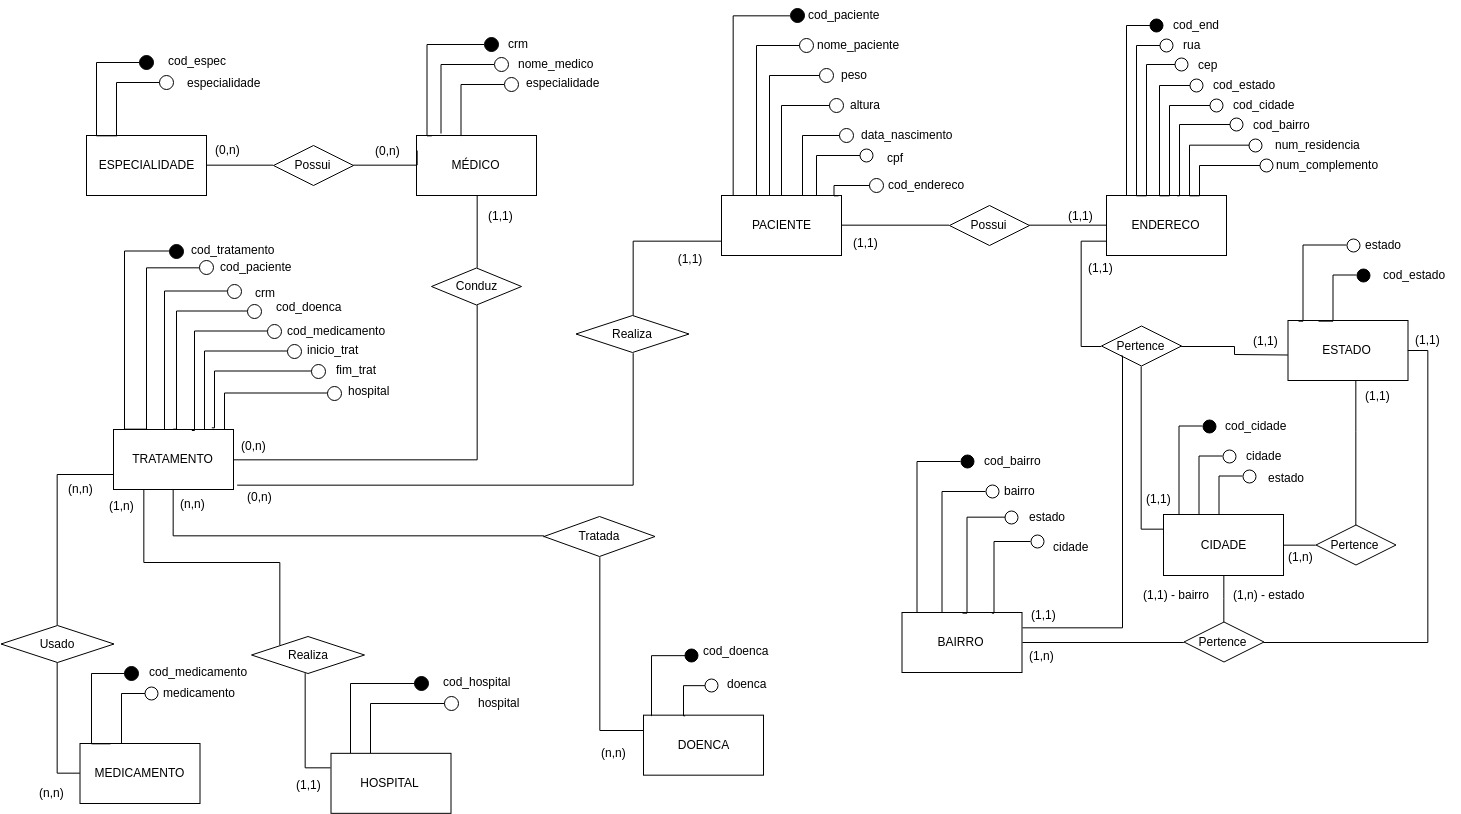 cod_espec
especialidade
ESPECIALIDADE
(0,n)
Possui
(0,n)
crm
nome_medico
especialidade
MÉDICO
(1,1)
Conduz
cod_paciente
nome_paciente
peso
altura
data_nascimento
cpf
cod_endereco
PACIENTE
(1,1)
(1,1)
Possui
(1,1)
cod_end
rua
cep
cod_estado
cod_cidade
cod_bairro
num_residencia
num_complemento
ENDERECO
(1,1)
Realiza
cod_tratamento
cod_paciente
crm
cod_doenca
cod_medicamento
inicio_trat
fim_trat
hospital
TRATAMENTO
(0,n)
(0,n)
(n,n)
(1,n)
(n,n)
estado
cod_estado
ESTADO
(1,1)
(1,1)
(1,1)
Pertence
cod_cidade
cidade
estado
(1,1)
CIDADE
(1,n)
Pertence
(1,1) - bairro
(1,n) - estado
cod_bairro
bairro
estado
cidade
BAIRRO
(1,1)
(1,n)
Pertence
Tratada
Usado
Realiza
cod_medicamento
medicamento
MEDICAMENTO
(n,n)
cod_hospital
hospital
HOSPITAL
(1,1)
cod_doenca
doenca
DOENCA
(n,n)